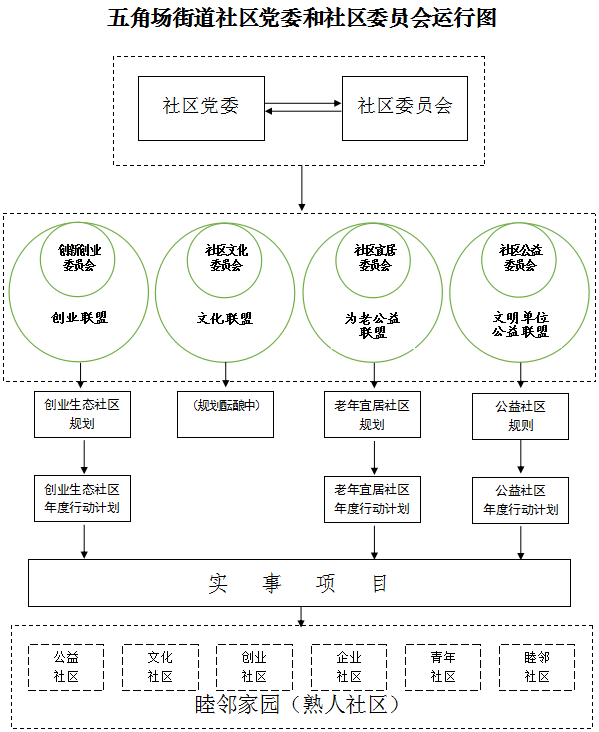 五角场街道社区党委和社区委员会运行图
社区党委
社区委员会
创新创业
委员会
创业联盟
社区文化
委员会
文化联盟
社区宜居
委员会
为老公益
联盟
社区公益
委员会
文明单位
公益联盟
创业生态社区
规划
（规划酝酿中）
老年宜居社区
规划
公益社区
规则
创业生态社区
年度行动计划
老年宜居社区
年度行动计划
公益社区
年度行动计划
实事项目
公益
社区
文化
社区
创业
社区
企业
社区
青年
社区
睦邻
社区
睦邻家园（熟人社区）